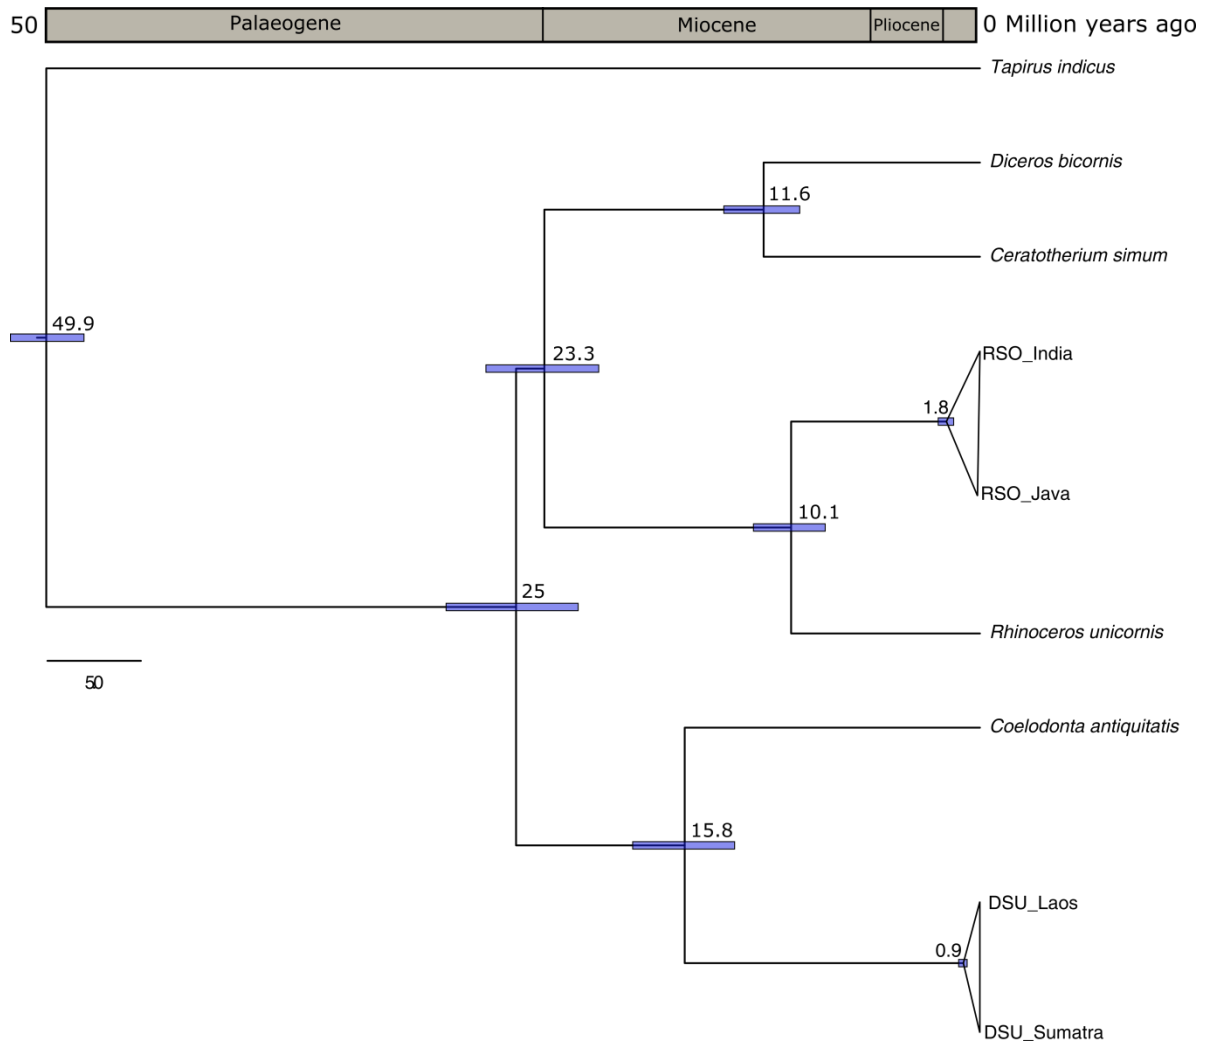 50 Palaeogene Miocene Pliocene 0 Million years ago
Tapirus indicus
Diceros bicornis
11.6
Ceratotherium simum
49.9
23.3
RSO_India
1.8
RSO_Java
10.1
25
Rhinoceros unicornis
50
Coelodonta antiquitatis
15.8
DSU_Laos
0.9
DSU_Sumatra